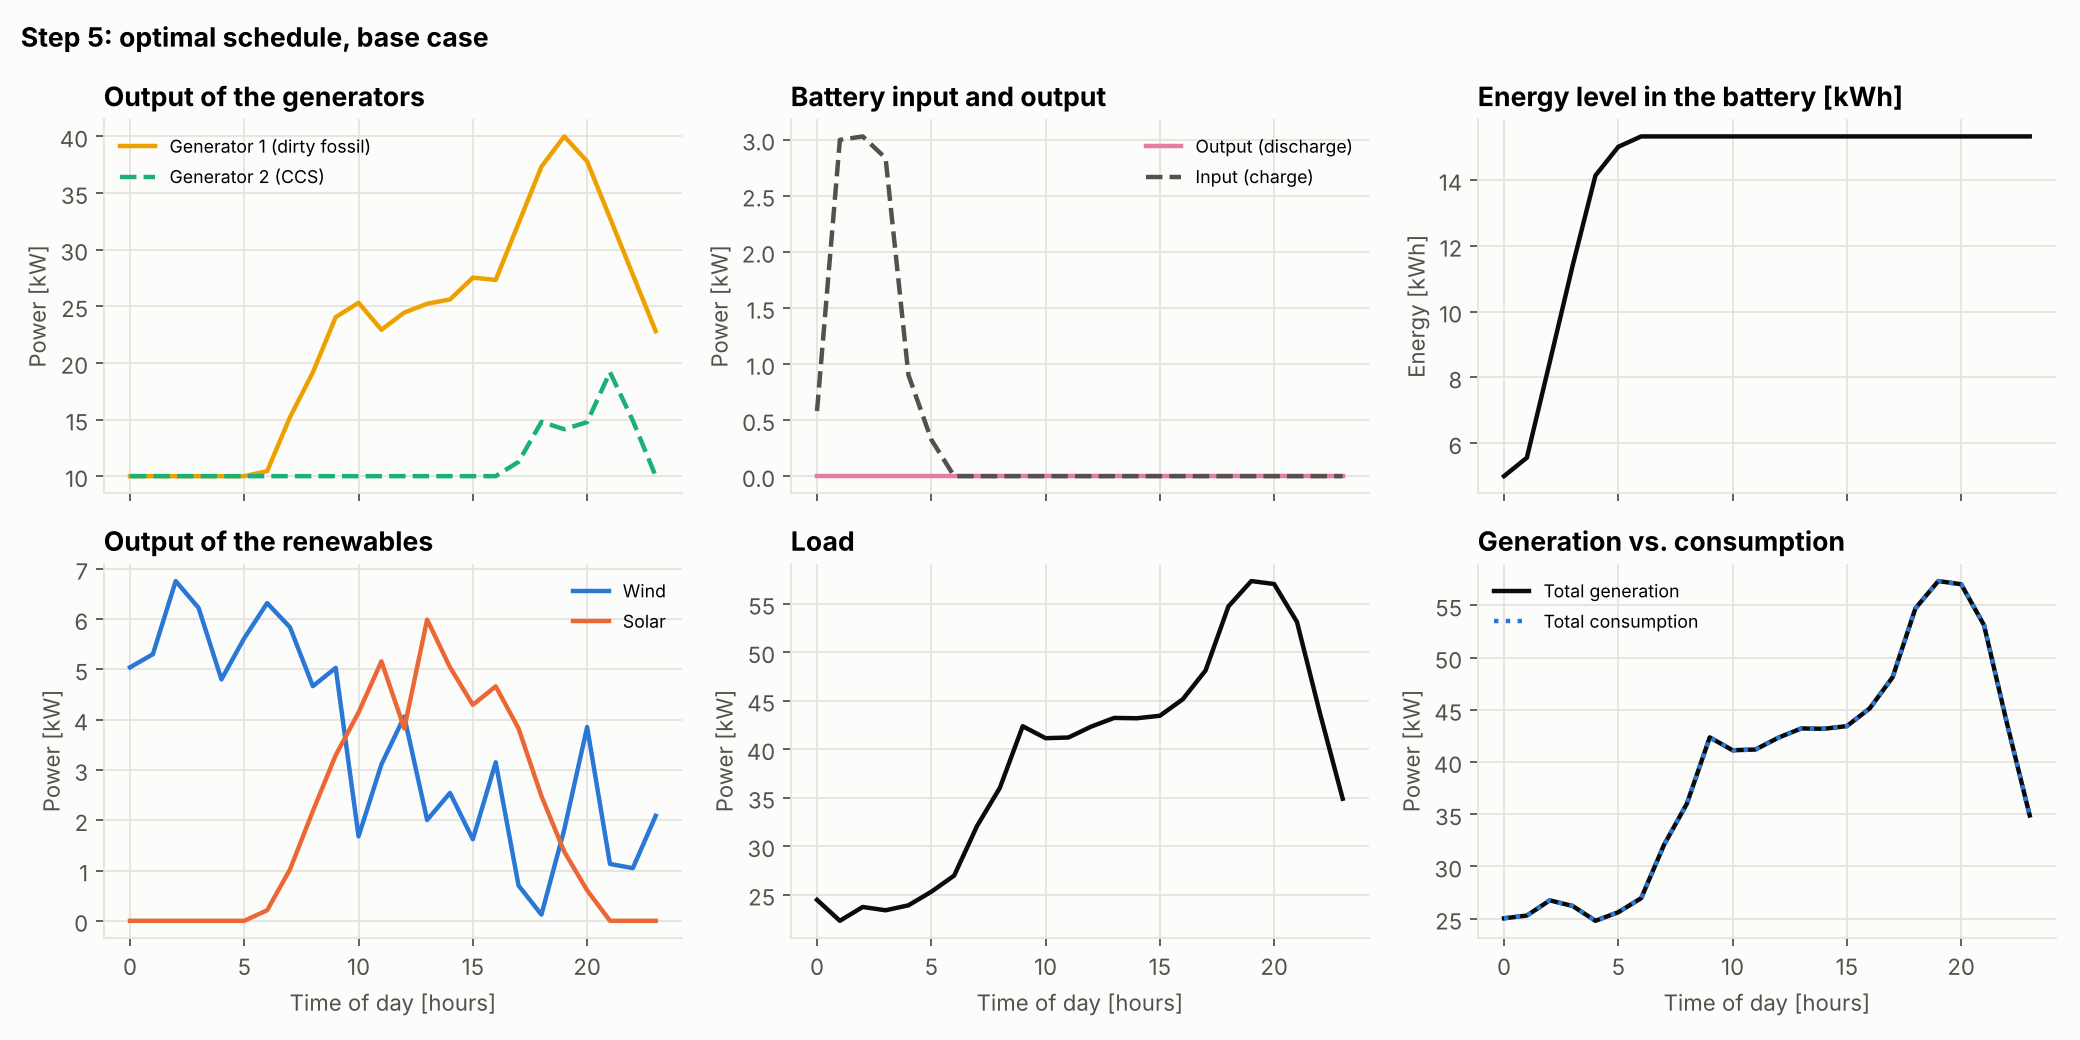 Step 5: optimal schedule, base case
Output of the generators
40
35
30
25
20
15
10
Power [kW]
Generator 1 (dirty fossil)
Generator 2 (CCS)
Battery input and output
3.0
2.5
2.0
1.5
1.0
0.5
0.0
Power [kW]
Output (discharge)
Input (charge)
Energy level in the battery [kWh]
14
12
10
8
6
Energy [kWh]
Output of the renewables
7
6
5
4
3
2
1
0
Power [kW]
Wind
Solar
0 5 10 15 20
Time of day [hours]
Load
55
50
45
40
35
30
25
Power [kW]
0 5 10 15 20
Time of day [hours]
Generation vs. consumption
55
50
45
40
35
30
25
Power [kW]
Total generation
Total consumption
0 5 10 15 20
Time of day [hours]